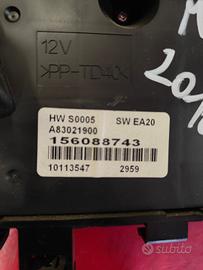 12V
>PP-TD40<
HW S0005 SW EA20
A83021900
156088743
10113547 2959
subito